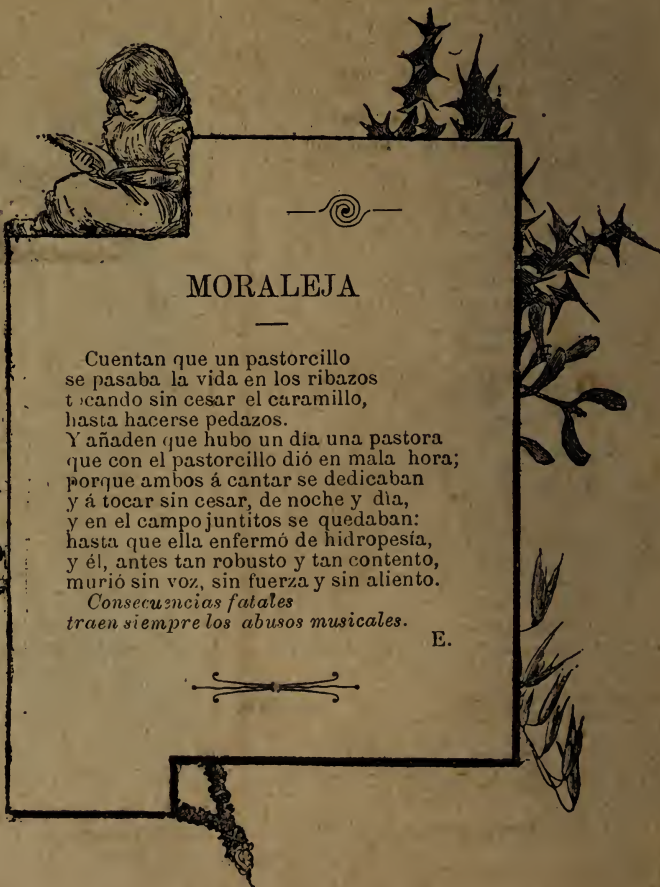 MORALEJA
Cuentan que un pastorcillo
se pasaba la vida en los ribazos
tocando sin cesar el caramillo,
hasta hacerse pedazos.
Y añaden que hubo un día una pastora
que con el pastorcillo dió en mala hora;
porque ambos á cantar se dedicaban
y á tocar sin cesar, de noche y dia,
y en el campo juntitos se quedaban:
hasta que ella enfermó de hidropesía,
y él, antes tan robusto y tan contento,
murió sin voz, sin fuerza y sin aliento.
Consecuencias fatales
traen siempre los abusos musicales.
E.